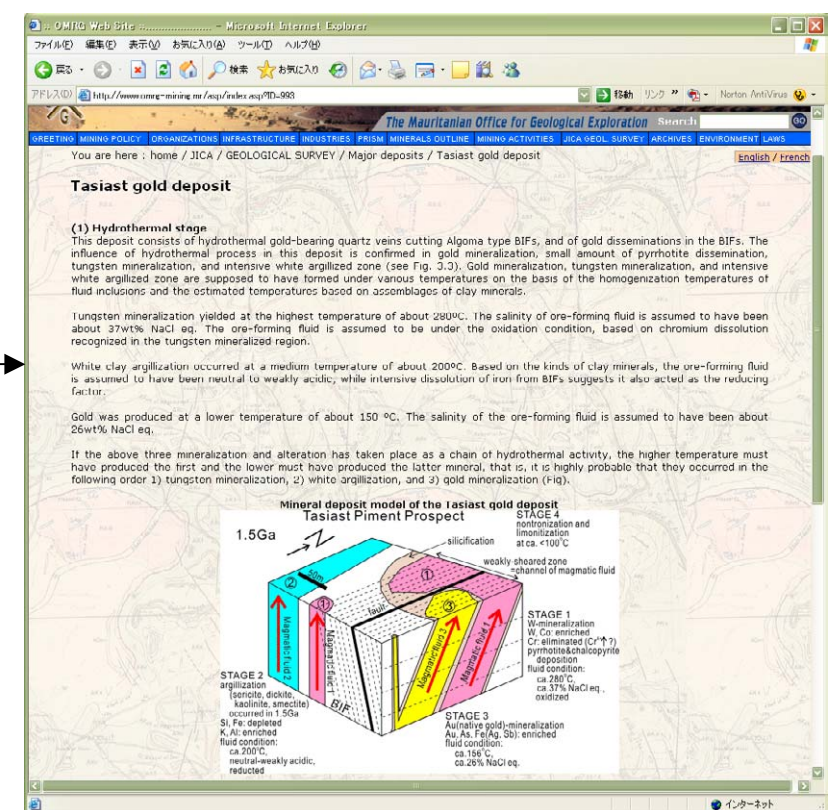 :: OMRG Web Site ::...................... - Microsoft Internet Explorer
ファイル(F) 編集(E) 表示(V) お気に入り(A) ツール(T) ヘルプ(H)
戻る 検索 お気に入り
アドレス(D) http://www.omrg-mining.mr/asp/index.asp?ID=993 移動 リンク » Norton AntiVirus
The Mauritanian Office for Geological Exploration Search GO
GREETING MINING POLICY ORGANIZATIONS INFRASTRUCTURE INDUSTRIES PRISM MINERALS OUTLINE MINING ACTIVITIES JICA GEOL. SURVEY ARCHIVES ENVIRONMENT LAWS
You are here : home / JICA / GEOLOGICAL SURVEY / Major deposits / Tasiast gold deposit English / French
Tasiast gold deposit
(1) Hydrothermal stage
This deposit consists of hydrothermal gold-bearing quartz veins cutting Algoma type BIFs, and of gold disseminations in the BIFs. The
influence of hydrothermal process in this deposit is confirmed in gold mineralization, small amount of pyrrhotite dissemination,
tungsten mineralization, and intensive white argillized zone (see Fig. 3.3). Gold mineralization, tungsten mineralization, and intensive
white argillized zone are supposed to have formed under various temperatures on the basis of the homogenization temperatures of
fluid inclusions and the estimated temperatures based on assemblages of clay minerals.
Tungsten mineralization yielded at the highest temperature of about 280ºC. The salinity of ore-forming fluid is assumed to have been
about 37wt% NaCl eq. The ore-forming fluid is assumed to be under the oxidation condition, based on chromium dissolution
recognized in the tungsten mineralized region.
White clay argillization occurred at a medium temperature of about 200ºC. Based on the kinds of clay minerals, the ore-forming fluid
is assumed to have been neutral to weakly acidic, while intensive dissolution of iron from BIFs suggests it also acted as the reducing
factor.
Gold was produced at a lower temperature of about 150 ºC. The salinity of the ore-forming fluid is assumed to have been about
26wt% NaCl eq.
If the above three mineralization and alteration has taken place as a chain of hydrothermal activity, the higher temperature must
have produced the first and the lower must have produced the latter mineral, that is, it is highly probable that they occurred in the
following order 1) tungsten mineralization, 2) white argillization, and 3) gold mineralization (Fig).
Mineral deposit model of the Tasiast gold deposit
Tasiast Piment Prospect
1.5Ga
Z
STAGE 4
nontronization and
limonitization
at ca. <100°C
silicification
weakly-sheared zone
=channel of magmatic fluid
50m
fault
BIF
① ② ③ ①
Magmatic fluid 2
Magmatic fluid 1
Magmatic fluid 3
Magmatic fluid 1
STAGE 1
W-mineralization
W, Co: enriched
Cr: eliminated (Cr⁶⁺↑?)
pyrrhotite&chalcopyrite
deposition
fluid condition:
ca.280°C,
ca.37% NaCl eq.,
oxidized
STAGE 2
argillization
(sericite, dickite,
kaolinite, smectite)
occurred in 1.5Ga
Si, Fe: depleted
K, Al: enriched
fluid condition:
ca.200°C,
neutral-weakly acidic,
reducted
STAGE 3
Au(native gold)-mineralization
Au, As, Fe(Ag, Sb): enriched
fluid condition:
ca.156°C,
ca.26% NaCl eq.
インターネット